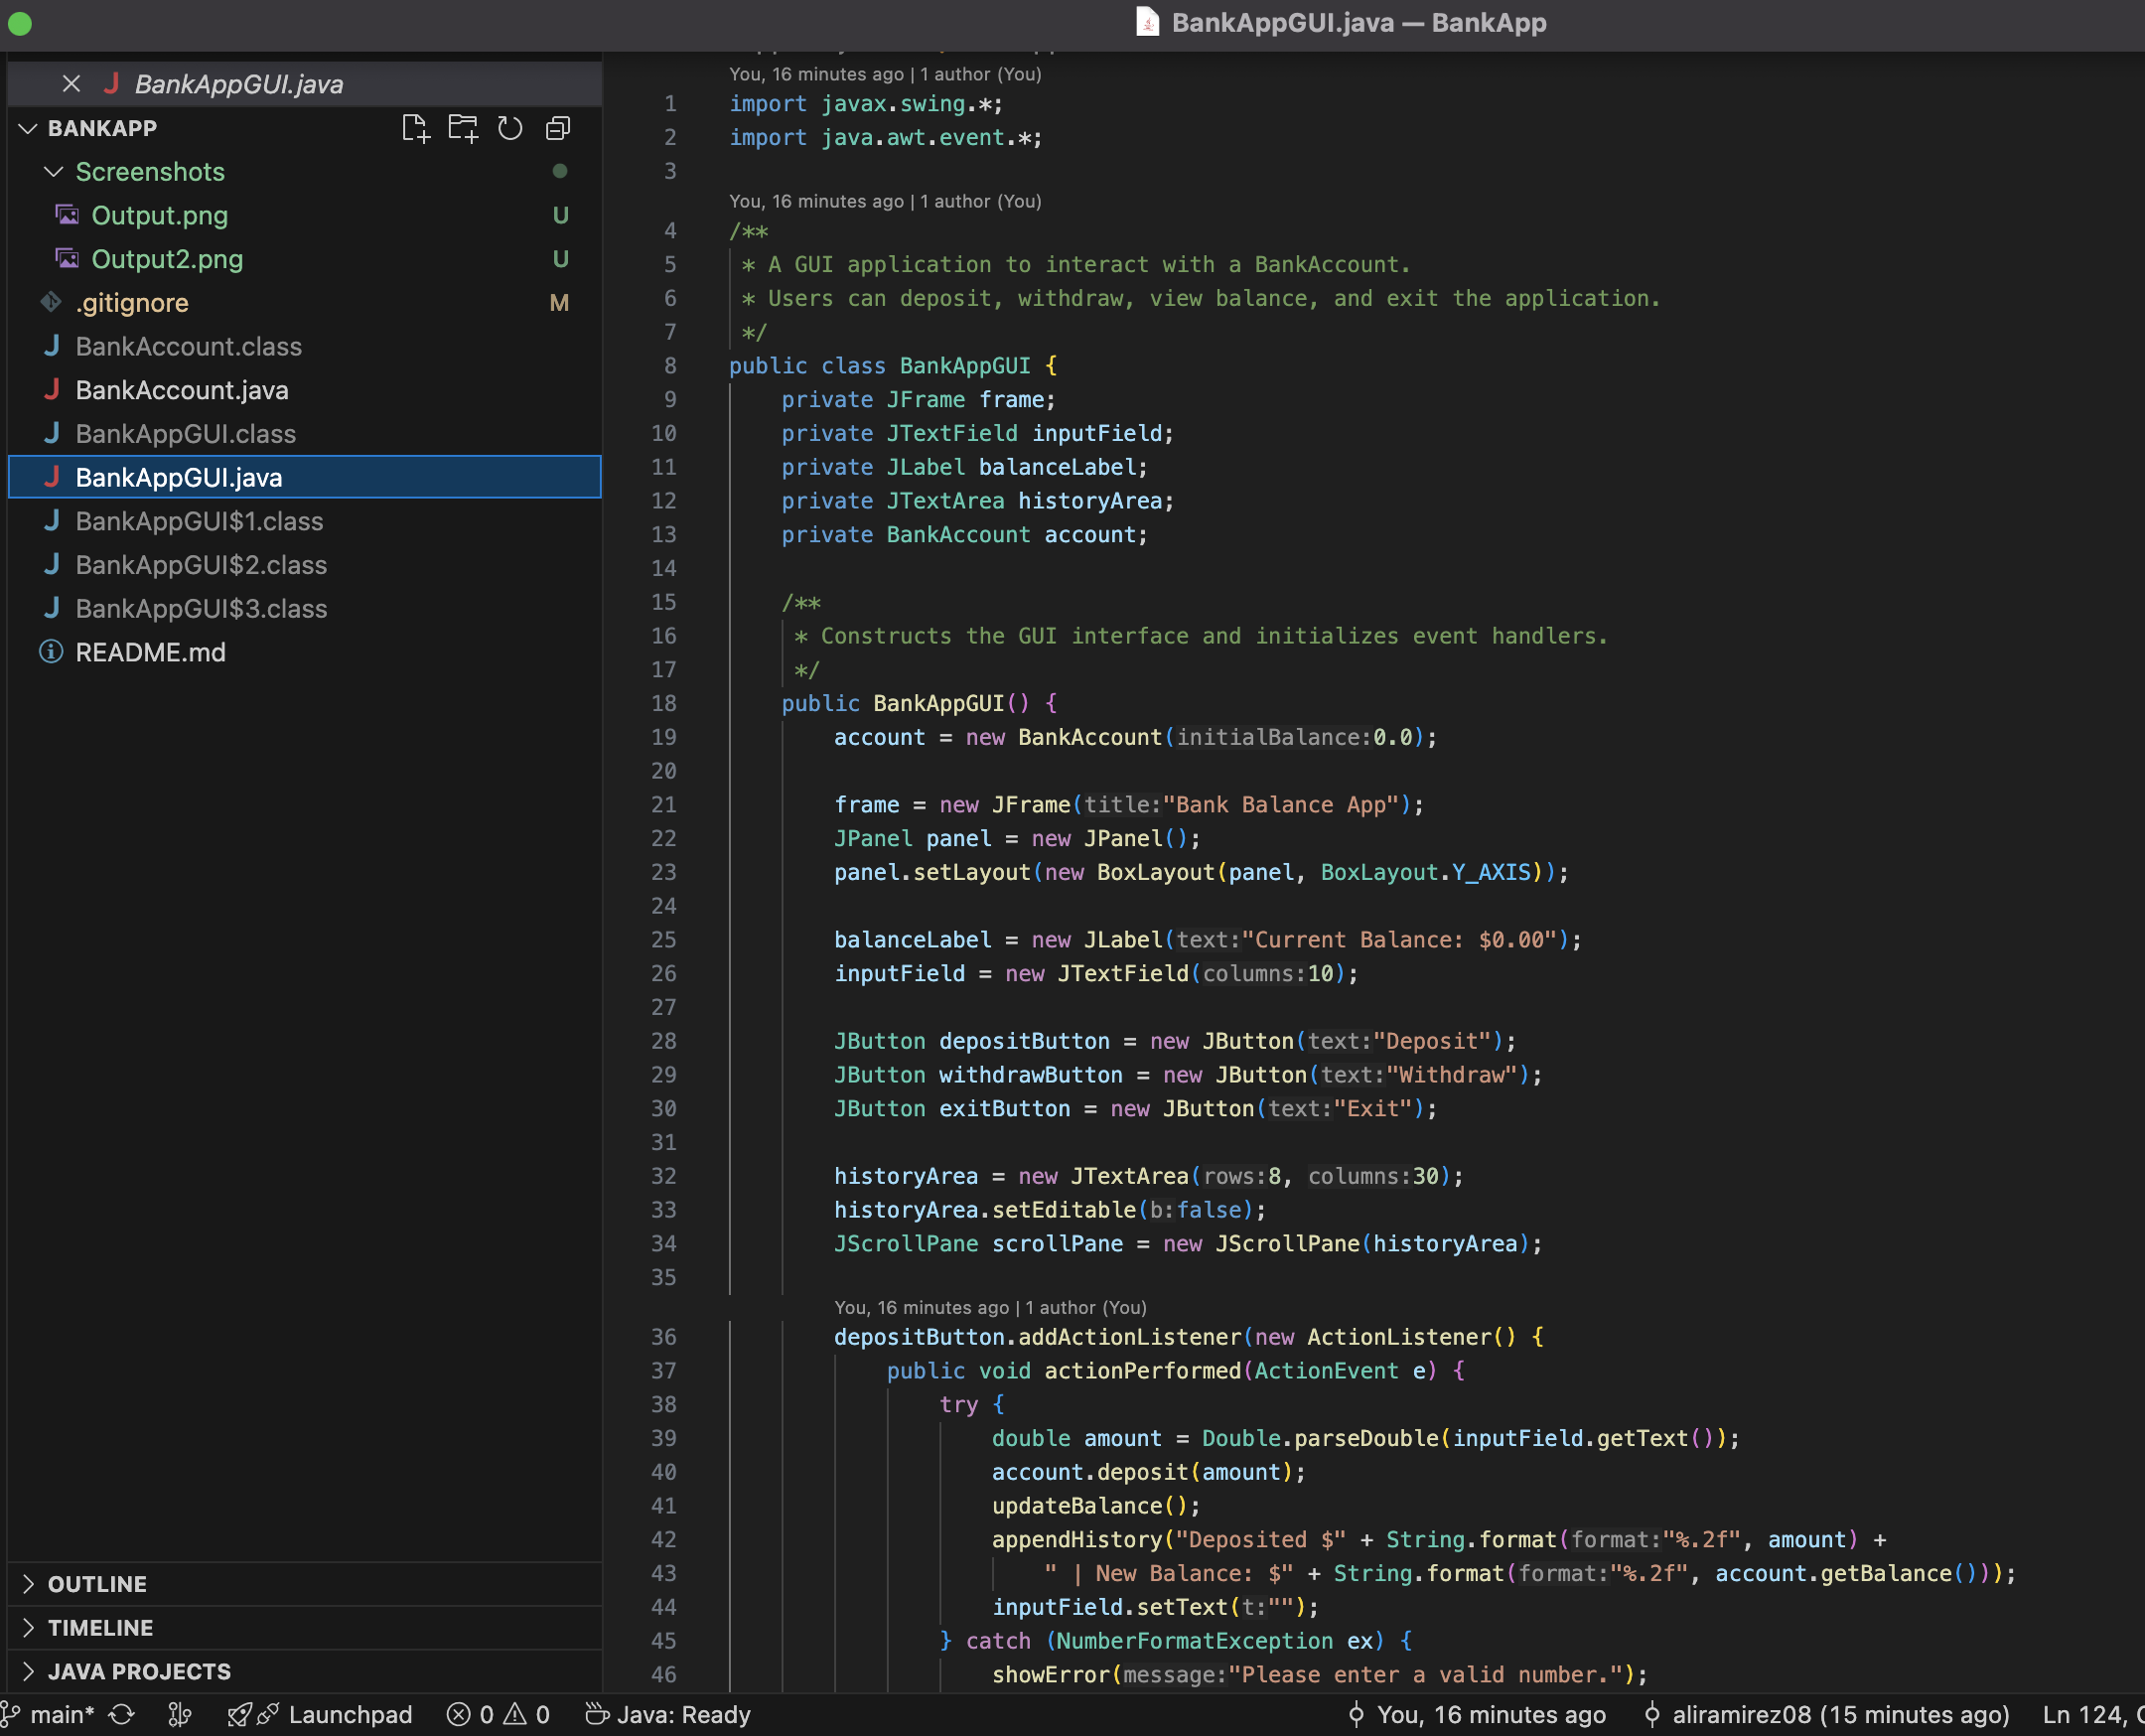 BankAppGUI.java — BankApp
BankAppGUI.java
BANKAPP
Screenshots
Output.png U
Output2.png U
.gitignore M
BankAccount.class
BankAccount.java
BankAppGUI.class
BankAppGUI.java
BankAppGUI$1.class
BankAppGUI$2.class
BankAppGUI$3.class
README.md
OUTLINE
TIMELINE
JAVA PROJECTS
You, 16 minutes ago | 1 author (You)
1 import javax.swing.*;
2 import java.awt.event.*;
3
You, 16 minutes ago | 1 author (You)
4 /**
5 * A GUI application to interact with a BankAccount.
6 * Users can deposit, withdraw, view balance, and exit the application.
7 */
8 public class BankAppGUI {
9 private JFrame frame;
10 private JTextField inputField;
11 private JLabel balanceLabel;
12 private JTextArea historyArea;
13 private BankAccount account;
14
15 /**
16 * Constructs the GUI interface and initializes event handlers.
17 */
18 public BankAppGUI() {
19 account = new BankAccount(initialBalance:0.0);
20
21 frame = new JFrame(title:"Bank Balance App");
22 JPanel panel = new JPanel();
23 panel.setLayout(new BoxLayout(panel, BoxLayout.Y_AXIS));
24
25 balanceLabel = new JLabel(text:"Current Balance: $0.00");
26 inputField = new JTextField(columns:10);
27
28 JButton depositButton = new JButton(text:"Deposit");
29 JButton withdrawButton = new JButton(text:"Withdraw");
30 JButton exitButton = new JButton(text:"Exit");
31
32 historyArea = new JTextArea(rows:8, columns:30);
33 historyArea.setEditable(b:false);
34 JScrollPane scrollPane = new JScrollPane(historyArea);
35
You, 16 minutes ago | 1 author (You)
36 depositButton.addActionListener(new ActionListener() {
37 public void actionPerformed(ActionEvent e) {
38 try {
39 double amount = Double.parseDouble(inputField.getText());
40 account.deposit(amount);
41 updateBalance();
42 appendHistory("Deposited $" + String.format(format:"%.2f", amount) +
43 " | New Balance: $" + String.format(format:"%.2f", account.getBalance()));
44 inputField.setText(t:"");
45 } catch (NumberFormatException ex) {
46 showError(message:"Please enter a valid number.");
main* Launchpad 0 0 Java: Ready You, 16 minutes ago aliramirez08 (15 minutes ago) Ln 124,